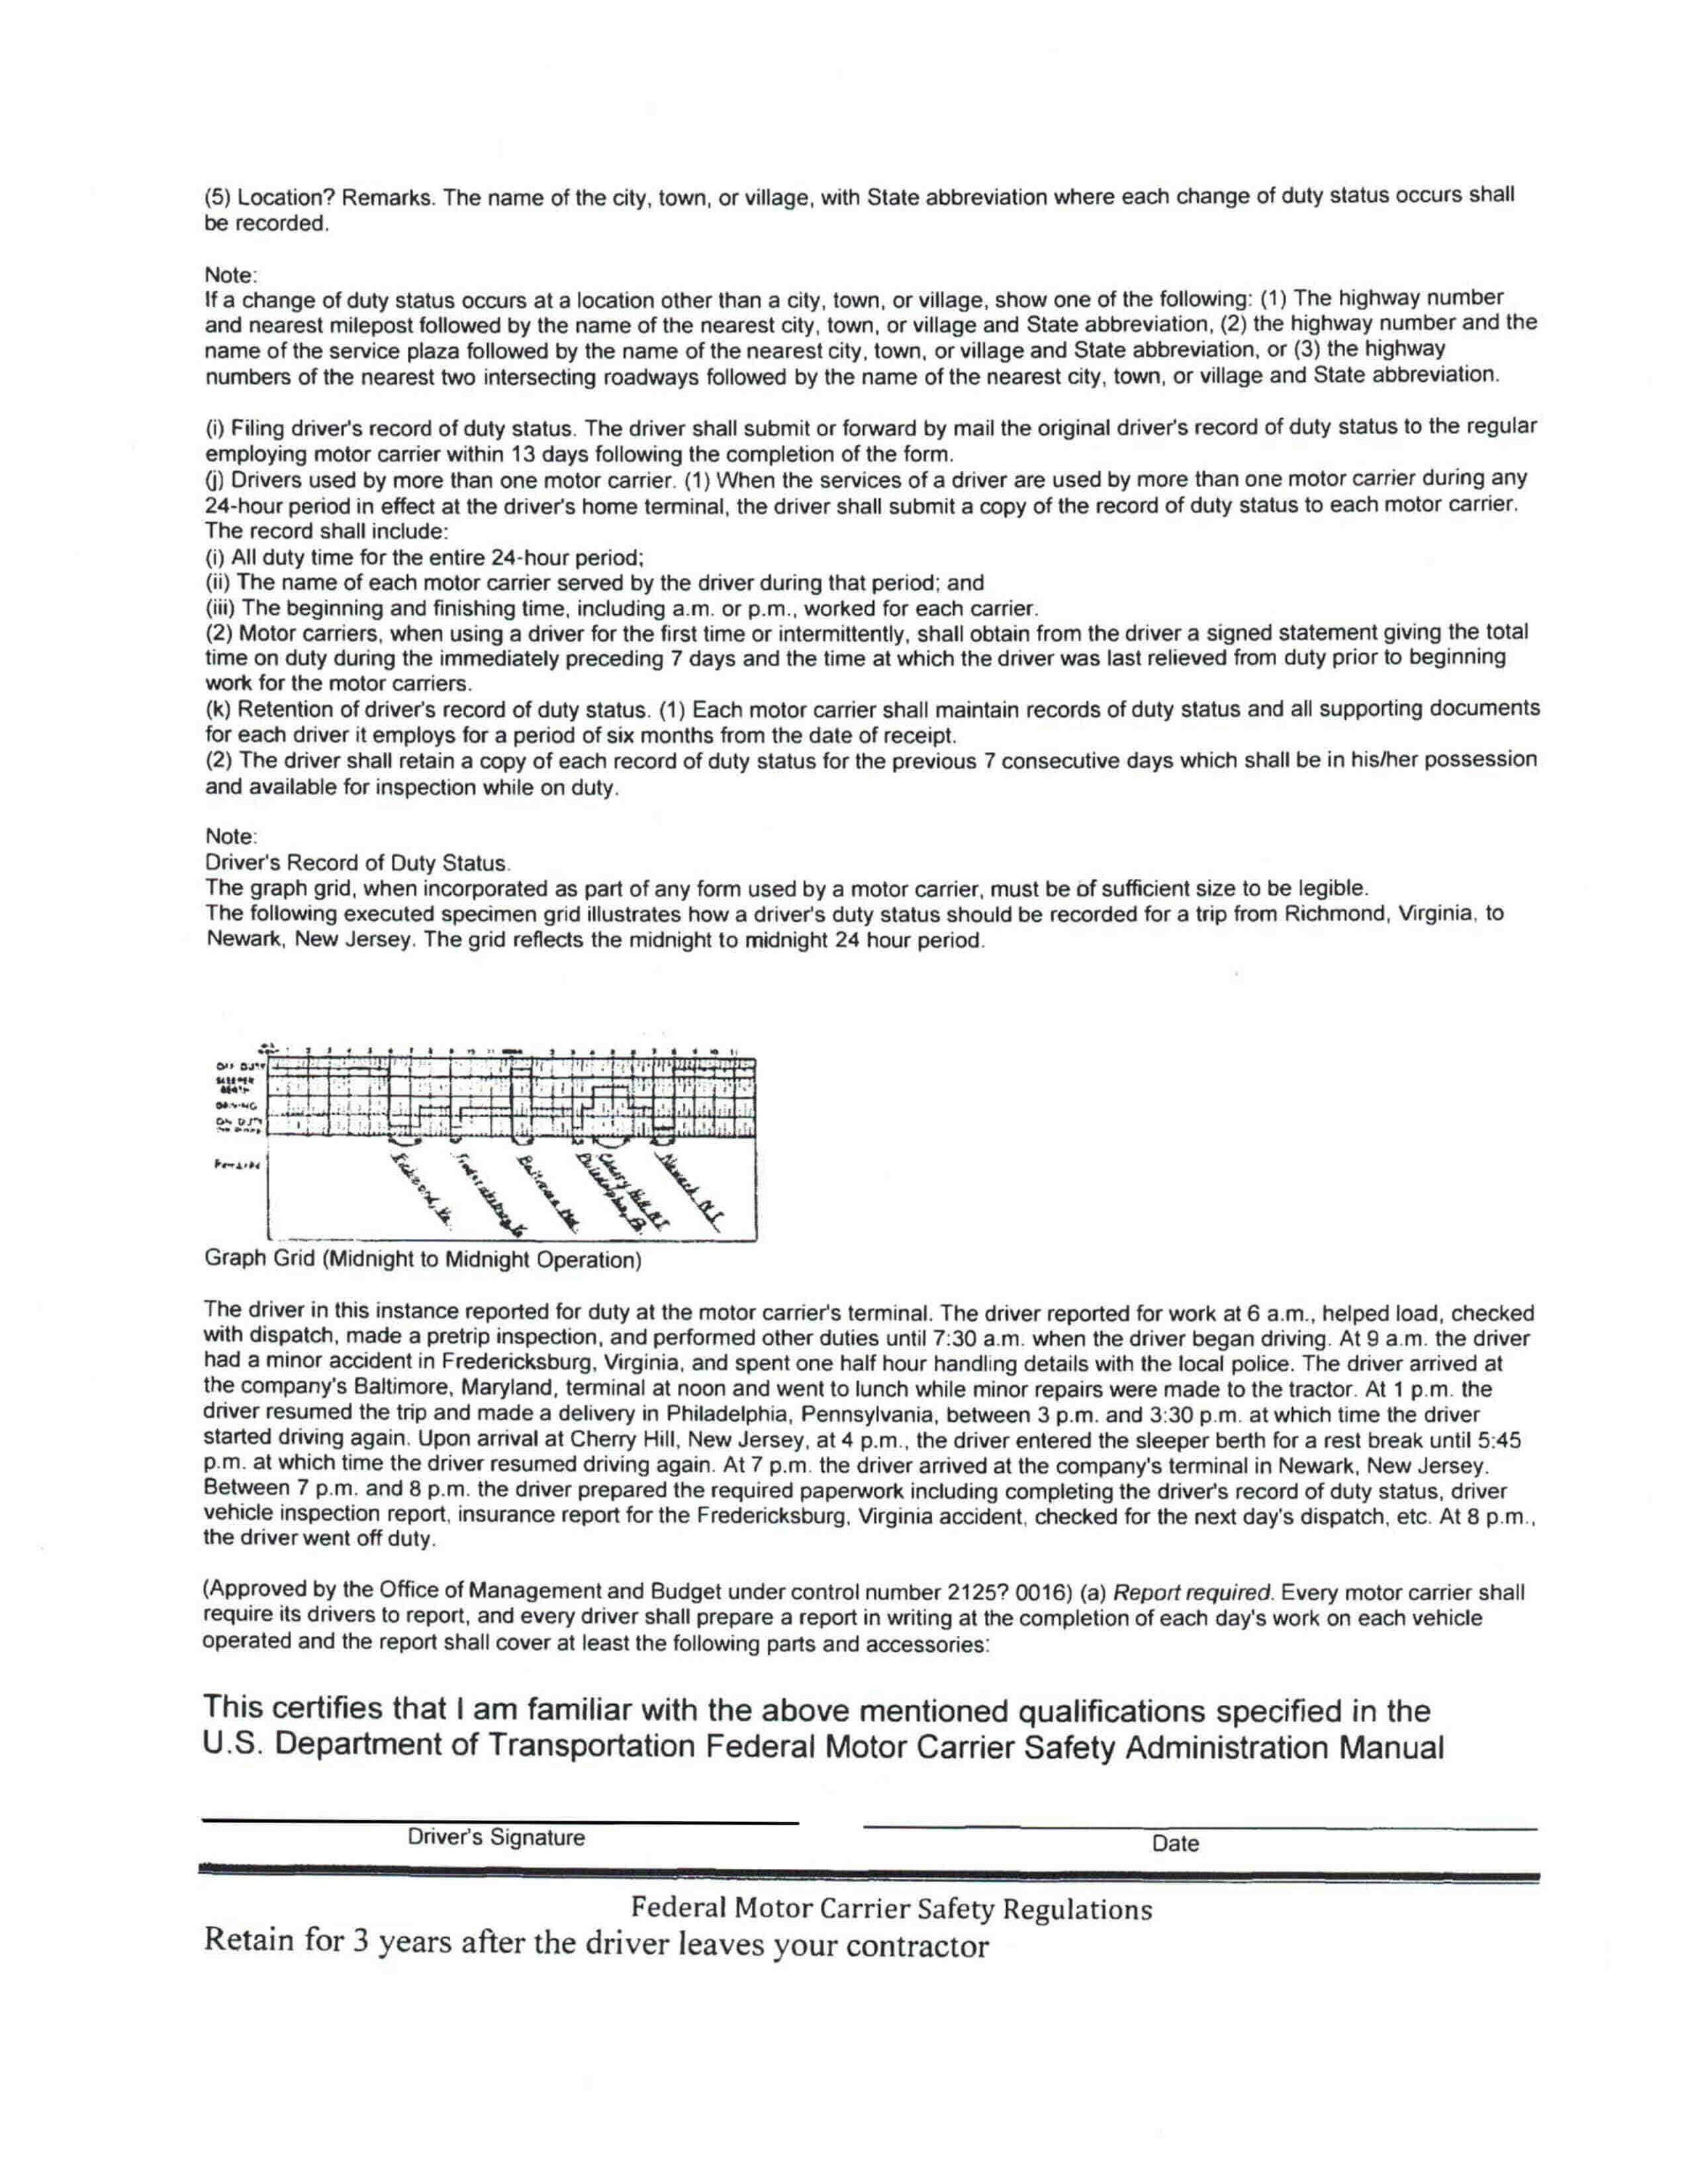 (5) Location? Remarks. The name of the city, town, or village, with State abbreviation where each change of duty status occurs shall
be recorded.
Note:
If a change of duty status occurs at a location other than a city, town, or village, show one of the following: (1) The highway number
and nearest milepost followed by the name of the nearest city, town, or village and State abbreviation, (2) the highway number and the
name of the service plaza followed by the name of the nearest city, town, or village and State abbreviation, or (3) the highway
numbers of the nearest two intersecting roadways followed by the name of the nearest city, town, or village and State abbreviation.
(i) Filing driver's record of duty status. The driver shall submit or forward by mail the original driver's record of duty status to the regular
employing motor carrier within 13 days following the completion of the form.
(j) Drivers used by more than one motor carrier. (1) When the services of a driver are used by more than one motor carrier during any
24-hour period in effect at the driver's home terminal, the driver shall submit a copy of the record of duty status to each motor carrier.
The record shall include:
(i) All duty time for the entire 24-hour period;
(ii) The name of each motor carrier served by the driver during that period; and
(iii) The beginning and finishing time, including a.m. or p.m., worked for each carrier.
(2) Motor carriers, when using a driver for the first time or intermittently, shall obtain from the driver a signed statement giving the total
time on duty during the immediately preceding 7 days and the time at which the driver was last relieved from duty prior to beginning
work for the motor carriers.
(k) Retention of driver's record of duty status. (1) Each motor carrier shall maintain records of duty status and all supporting documents
for each driver it employs for a period of six months from the date of receipt.
(2) The driver shall retain a copy of each record of duty status for the previous 7 consecutive days which shall be in his/her possession
and available for inspection while on duty.
Note:
Driver's Record of Duty Status.
The graph grid, when incorporated as part of any form used by a motor carrier, must be of sufficient size to be legible.
The following executed specimen grid illustrates how a driver's duty status should be recorded for a trip from Richmond, Virginia, to
Newark, New Jersey. The grid reflects the midnight to midnight 24 hour period.
OFF DUTY
SLEEPER
BERTH
DRIVING
ON DUTY
Remarks
Richmond, Va.
Fredericksburg
Baltimore, Md.
Philadelphia, Pa.
Cherry Hill, N.J.
Newark, N.J.
Graph Grid (Midnight to Midnight Operation)
The driver in this instance reported for duty at the motor carrier's terminal. The driver reported for work at 6 a.m., helped load, checked
with dispatch, made a pretrip inspection, and performed other duties until 7:30 a.m. when the driver began driving. At 9 a.m. the driver
had a minor accident in Fredericksburg, Virginia, and spent one half hour handling details with the local police. The driver arrived at
the company's Baltimore, Maryland, terminal at noon and went to lunch while minor repairs were made to the tractor. At 1 p.m. the
driver resumed the trip and made a delivery in Philadelphia, Pennsylvania, between 3 p.m. and 3:30 p.m. at which time the driver
started driving again. Upon arrival at Cherry Hill, New Jersey, at 4 p.m., the driver entered the sleeper berth for a rest break until 5:45
p.m. at which time the driver resumed driving again. At 7 p.m. the driver arrived at the company's terminal in Newark, New Jersey.
Between 7 p.m. and 8 p.m. the driver prepared the required paperwork including completing the driver's record of duty status, driver
vehicle inspection report, insurance report for the Fredericksburg, Virginia accident, checked for the next day's dispatch, etc. At 8 p.m.,
the driver went off duty.
(Approved by the Office of Management and Budget under control number 2125? 0016) (a) Report required. Every motor carrier shall
require its drivers to report, and every driver shall prepare a report in writing at the completion of each day's work on each vehicle
operated and the report shall cover at least the following parts and accessories:
This certifies that I am familiar with the above mentioned qualifications specified in the
U.S. Department of Transportation Federal Motor Carrier Safety Administration Manual
Driver's Signature
Date
Federal Motor Carrier Safety Regulations
Retain for 3 years after the driver leaves your contractor